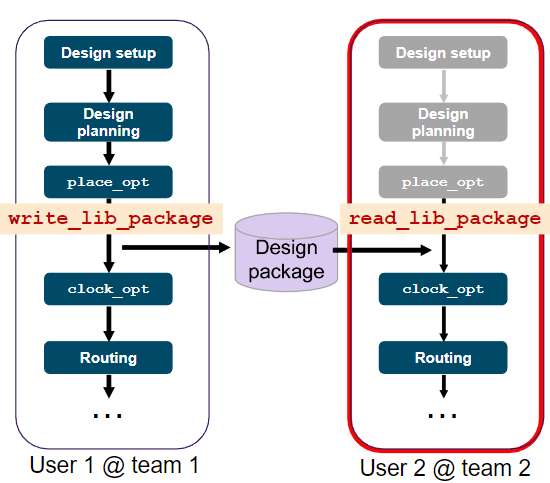 Design setup
Design
planning
place_opt
write_lib_package
clock_opt
Routing
...
User 1 @ team 1
Design
package
Design setup
Design
planning
place_opt
read_lib_package
clock_opt
Routing
...
User 2 @ team 2